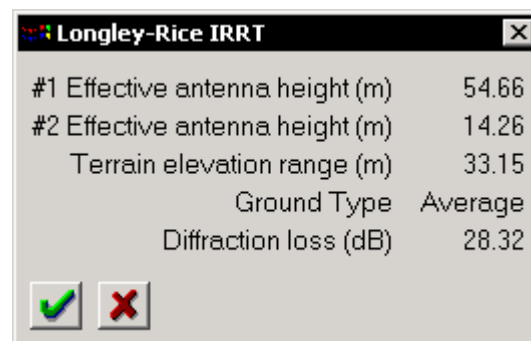 Longley-Rice IRRT
#1 Effective antenna height (m) 54.66
#2 Effective antenna height (m) 14.26
Terrain elevation range (m) 33.15
Ground Type Average
Diffraction loss (dB) 28.32